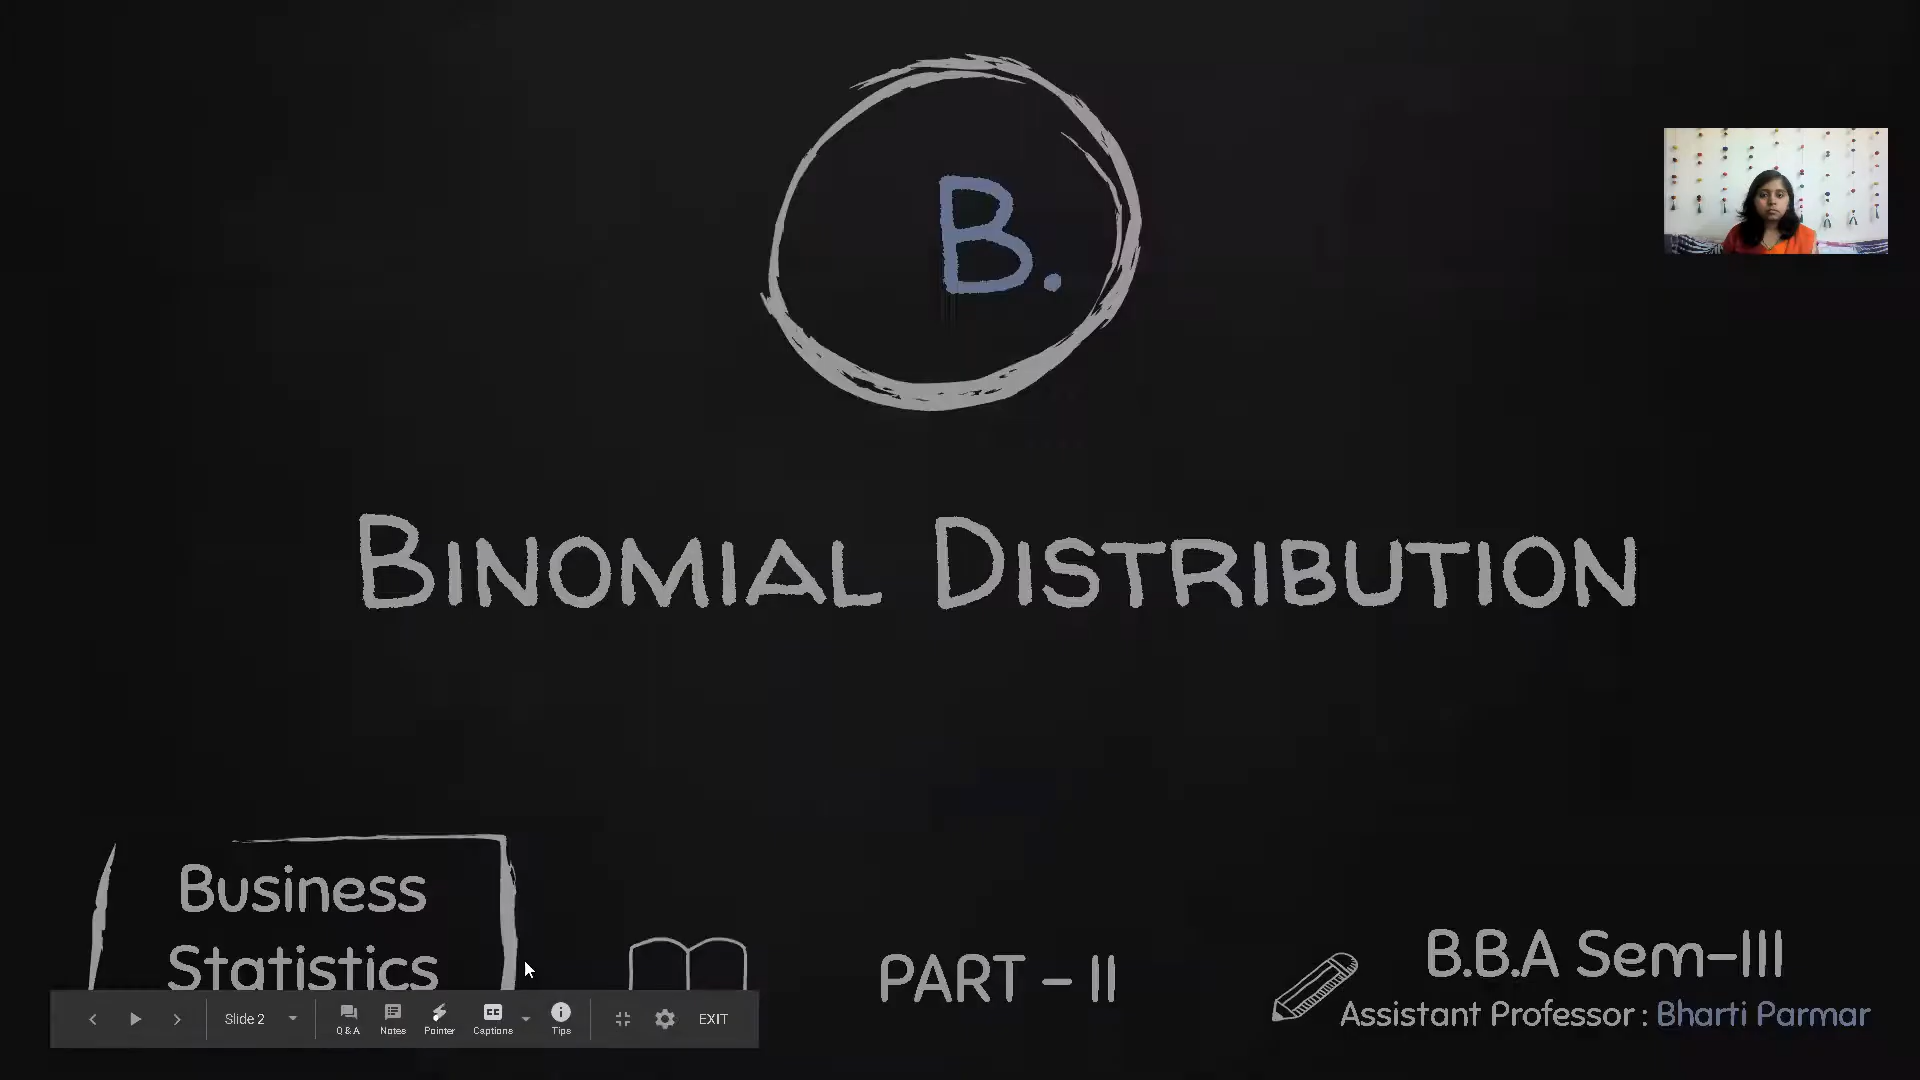 B.
BINOMIAL DISTRIBUTION
Business
Statistics
PART - II
B.B.A Sem-III
Assistant Professor : Bharti Parmar
Slide 2
Q & A
Notes
Pointer
Captions
Tips
EXIT